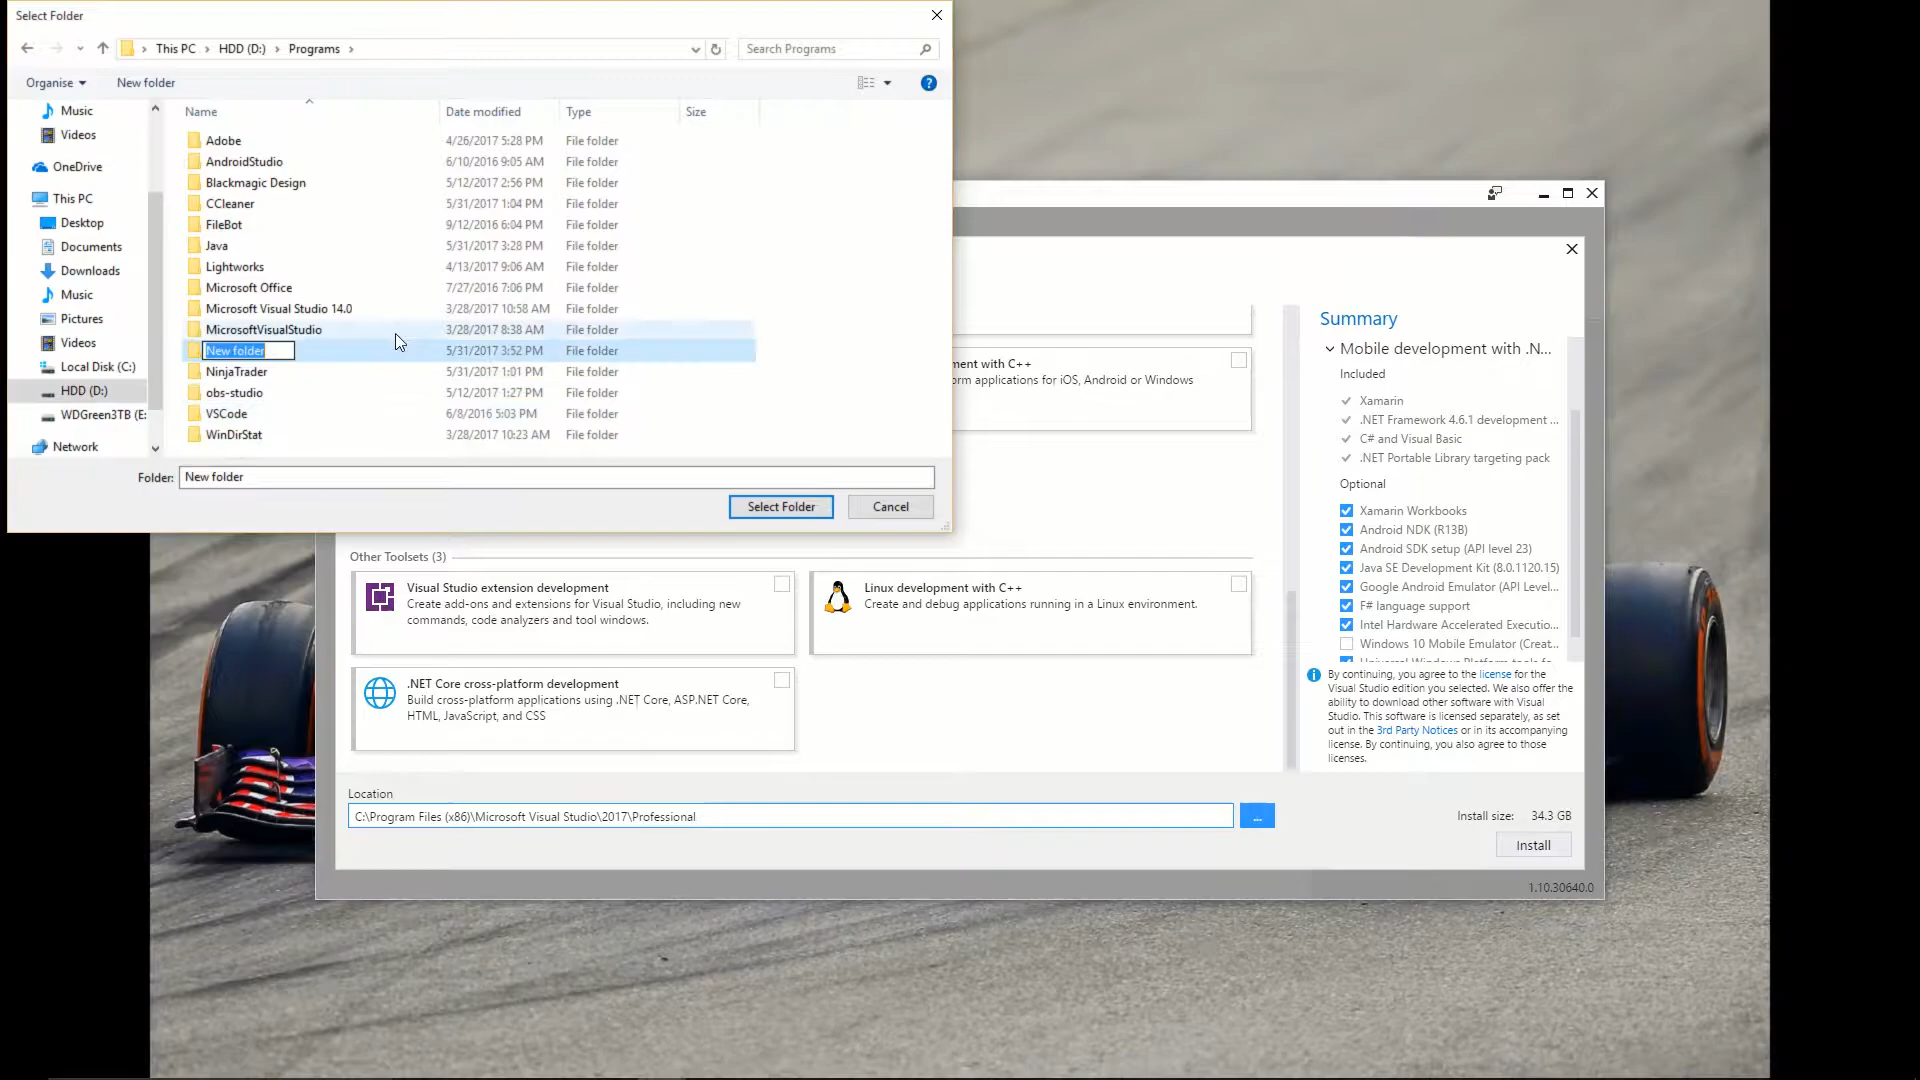 Select Folder
This PC > HDD (D:) > Programs >
Search Programs
Organise
New folder
?
Name
Date modified
Type
Size
Music
Videos
OneDrive
This PC
Desktop
Documents
Downloads
Music
Pictures
Videos
Local Disk (C:)
HDD (D:)
WDGreen3TB (E:
Network
Adobe 4/26/2017 5:28 PM File folder
AndroidStudio 6/10/2016 9:05 AM File folder
Blackmagic Design 5/12/2017 2:56 PM File folder
CCleaner 5/31/2017 1:04 PM File folder
FileBot 9/12/2016 6:04 PM File folder
Java 5/31/2017 3:28 PM File folder
Lightworks 4/13/2017 9:06 AM File folder
Microsoft Office 7/27/2016 7:06 PM File folder
Microsoft Visual Studio 14.0 3/28/2017 10:58 AM File folder
MicrosoftVisualStudio 3/28/2017 8:38 AM File folder
New folder 5/31/2017 3:52 PM File folder
NinjaTrader 5/31/2017 1:01 PM File folder
obs-studio 5/12/2017 1:27 PM File folder
VSCode 6/8/2016 5:03 PM File folder
WinDirStat 3/28/2017 10:23 AM File folder
Folder: New folder
Select Folder
Cancel
ment with C++
rm applications for iOS, Android or Windows
Other Toolsets (3)
Visual Studio extension development
Create add-ons and extensions for Visual Studio, including new
commands, code analyzers and tool windows.
Linux development with C++
Create and debug applications running in a Linux environment.
.NET Core cross-platform development
Build cross-platform applications using .NET Core, ASP.NET Core,
HTML, JavaScript, and CSS
Summary
Mobile development with .N...
Included
Xamarin
.NET Framework 4.6.1 development ...
C# and Visual Basic
.NET Portable Library targeting pack
Optional
Xamarin Workbooks
Android NDK (R13B)
Android SDK setup (API level 23)
Java SE Development Kit (8.0.1120.15)
Google Android Emulator (API Level...
F# language support
Intel Hardware Accelerated Executio...
Windows 10 Mobile Emulator (Creat...
By continuing, you agree to the license for the
Visual Studio edition you selected. We also offer the
ability to download other software with Visual
Studio. This software is licensed separately, as set
out in the 3rd Party Notices or in its accompanying
license. By continuing, you also agree to those
licenses.
Location
C:\Program Files (x86)\Microsoft Visual Studio\2017\Professional
...
Install size: 34.3 GB
Install
1.10.30640.0